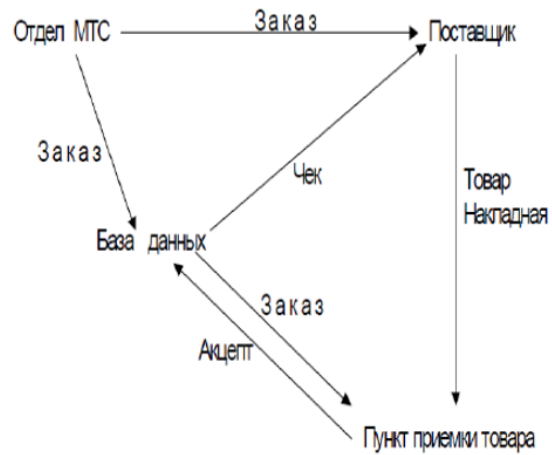 Заказ
Отдел МТС
Поставщик
Заказ
Чек
Товар
Накладная
База данных
Заказ
Акцепт
Пункт приемки товара